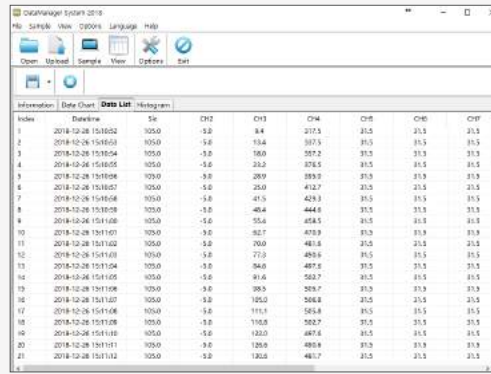 DataManager System 2018
File Sample View Options Language Help
Open Upload Sample View Options Exit
Information Data Chart Data List Histogram
Index Datetime CH2 CH3 CH4 CH5 CH6 CH7
1 2018-12-26 15:10:52 105.0 -5.0 9.4 317.5 31.5 31.5 31.5
2 2018-12-26 15:10:53 105.0 -5.0 13.4 337.5 31.5 31.5 31.5
3 2018-12-26 15:10:54 105.0 -5.0 18.0 357.2 31.5 31.5 31.5
4 2018-12-26 15:10:55 105.0 -5.0 23.2 376.5 31.5 31.5 31.5
5 2018-12-26 15:10:56 105.0 -5.0 28.9 395.0 31.5 31.5 31.5
6 2018-12-26 15:10:57 105.0 -5.0 35.0 412.7 31.5 31.5 31.5
7 2018-12-26 15:10:58 105.0 -5.0 41.5 429.3 31.5 31.5 31.5
8 2018-12-26 15:10:59 105.0 -5.0 48.4 444.6 31.5 31.5 31.5
9 2018-12-26 15:11:00 105.0 -5.0 55.4 458.5 31.5 31.5 31.5
10 2018-12-26 15:11:01 105.0 -5.0 62.7 470.9 31.5 31.5 31.5
11 2018-12-26 15:11:02 105.0 -5.0 70.0 481.6 31.5 31.5 31.5
12 2018-12-26 15:11:03 105.0 -5.0 77.3 490.6 31.5 31.5 31.5
13 2018-12-26 15:11:04 105.0 -5.0 84.6 497.6 31.5 31.5 31.5
14 2018-12-26 15:11:05 105.0 -5.0 91.6 502.7 31.5 31.5 31.5
15 2018-12-26 15:11:06 105.0 -5.0 98.5 505.7 31.5 31.5 31.5
16 2018-12-26 15:11:07 105.0 -5.0 105.0 506.8 31.5 31.5 31.5
17 2018-12-26 15:11:08 105.0 -5.0 111.1 505.8 31.5 31.5 31.5
18 2018-12-26 15:11:09 105.0 -5.0 116.8 502.7 31.5 31.5 31.5
19 2018-12-26 15:11:10 105.0 -5.0 122.0 497.6 31.5 31.5 31.5
20 2018-12-26 15:11:11 105.0 -5.0 126.6 490.6 31.5 31.5 31.5
21 2018-12-26 15:11:12 105.0 -5.0 130.6 481.7 31.5 31.5 31.5